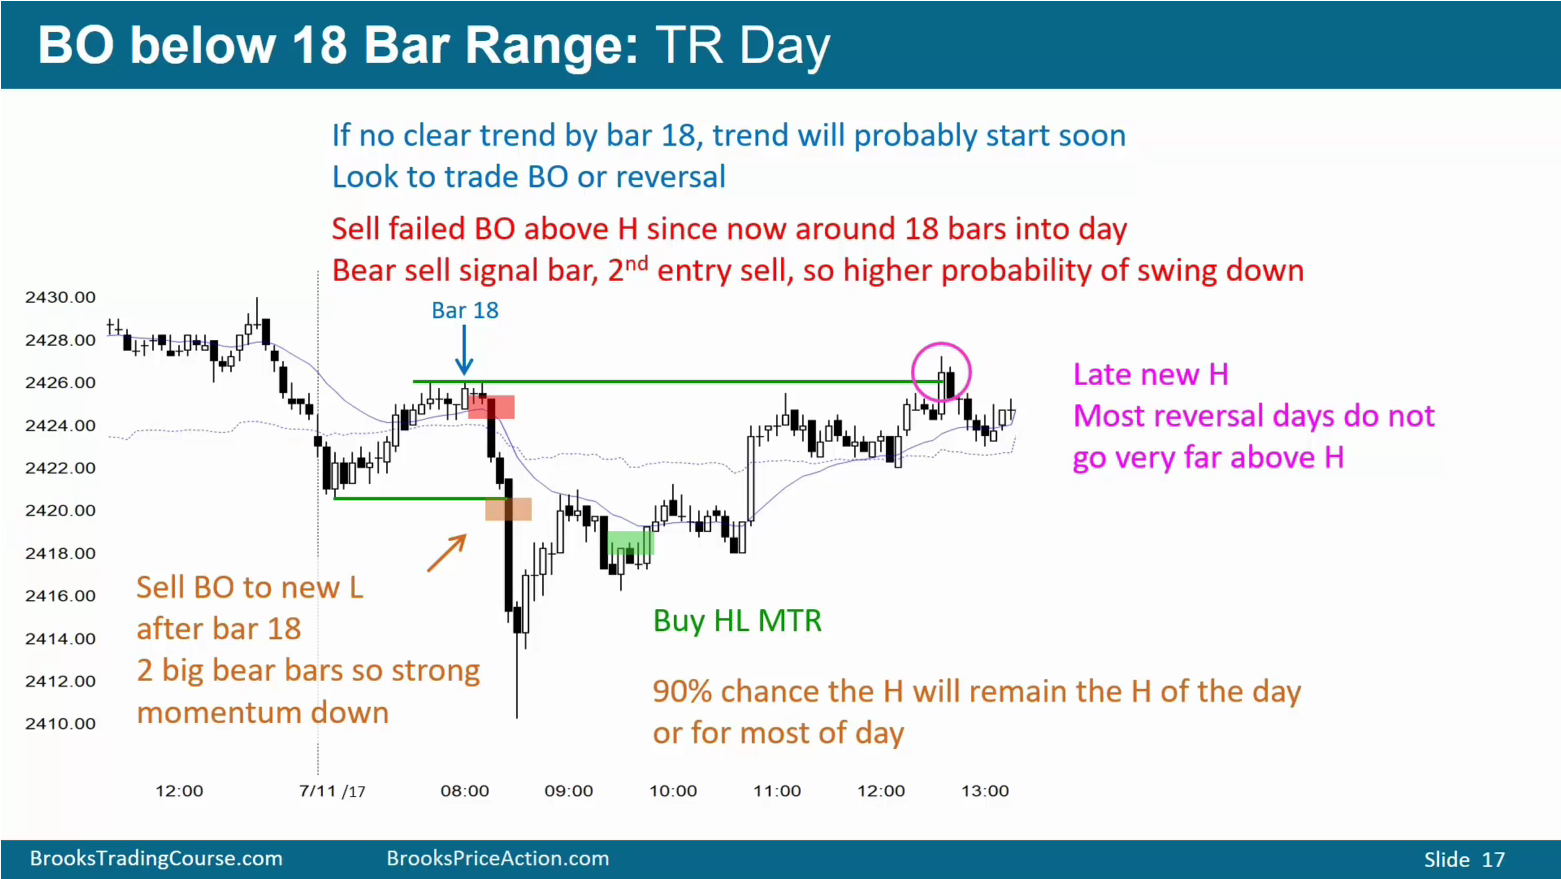 BO below 18 Bar Range: TR Day
If no clear trend by bar 18, trend will probably start soon
Look to trade BO or reversal
Sell failed BO above H since now around 18 bars into day
Bear sell signal bar, 2nd entry sell, so higher probability of swing down
Bar 18
2430.00
2428.00
2426.00
2424.00
2422.00
2420.00
2418.00
2416.00
2414.00
2412.00
2410.00
Late new H
Most reversal days do not
go very far above H
Sell BO to new L
after bar 18
2 big bear bars so strong
momentum down
Buy HL MTR
90% chance the H will remain the H of the day
or for most of day
12:00 7/11 /17 08:00 09:00 10:00 11:00 12:00 13:00
BrooksTradingCourse.com BrooksPriceAction.com Slide 17